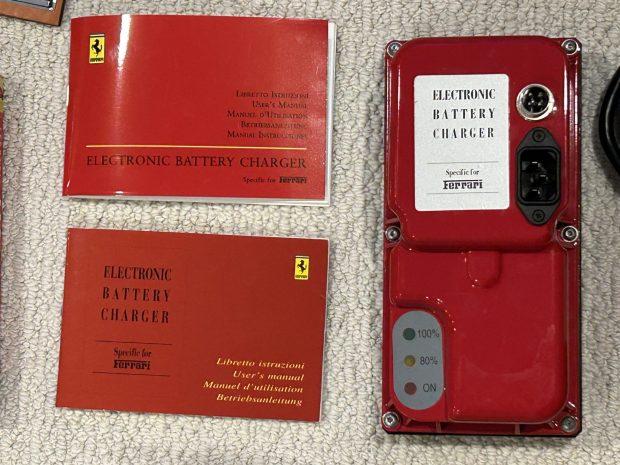 LIBRETTO ISTRUZIONI
USER'S MANUAL
MANUEL D'UTILISATION
BETRIEBSANLEITUNG
MANUAL INSTRUCCIONES
ELECTRONIC BATTERY CHARGER
Specific for Ferrari
ELECTRONIC
BATTERY
CHARGER
Specific for
Ferrari
Libretto istruzioni
User's manual
Manuel d'utilisation
Betriebsanleitung
ELECTRONIC
BATTERY
CHARGER
Specific for
Ferrari
100%
80%
ON